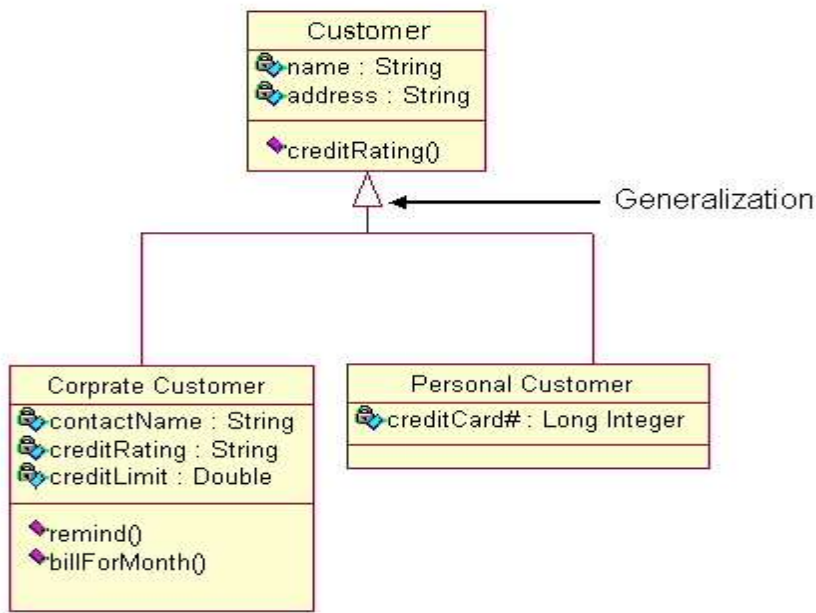 Customer
name : String
address : String
creditRating()
Generalization
Corprate Customer
contactName : String
creditRating : String
creditLimit : Double
remind()
billForMonth()
Personal Customer
creditCard# : Long Integer